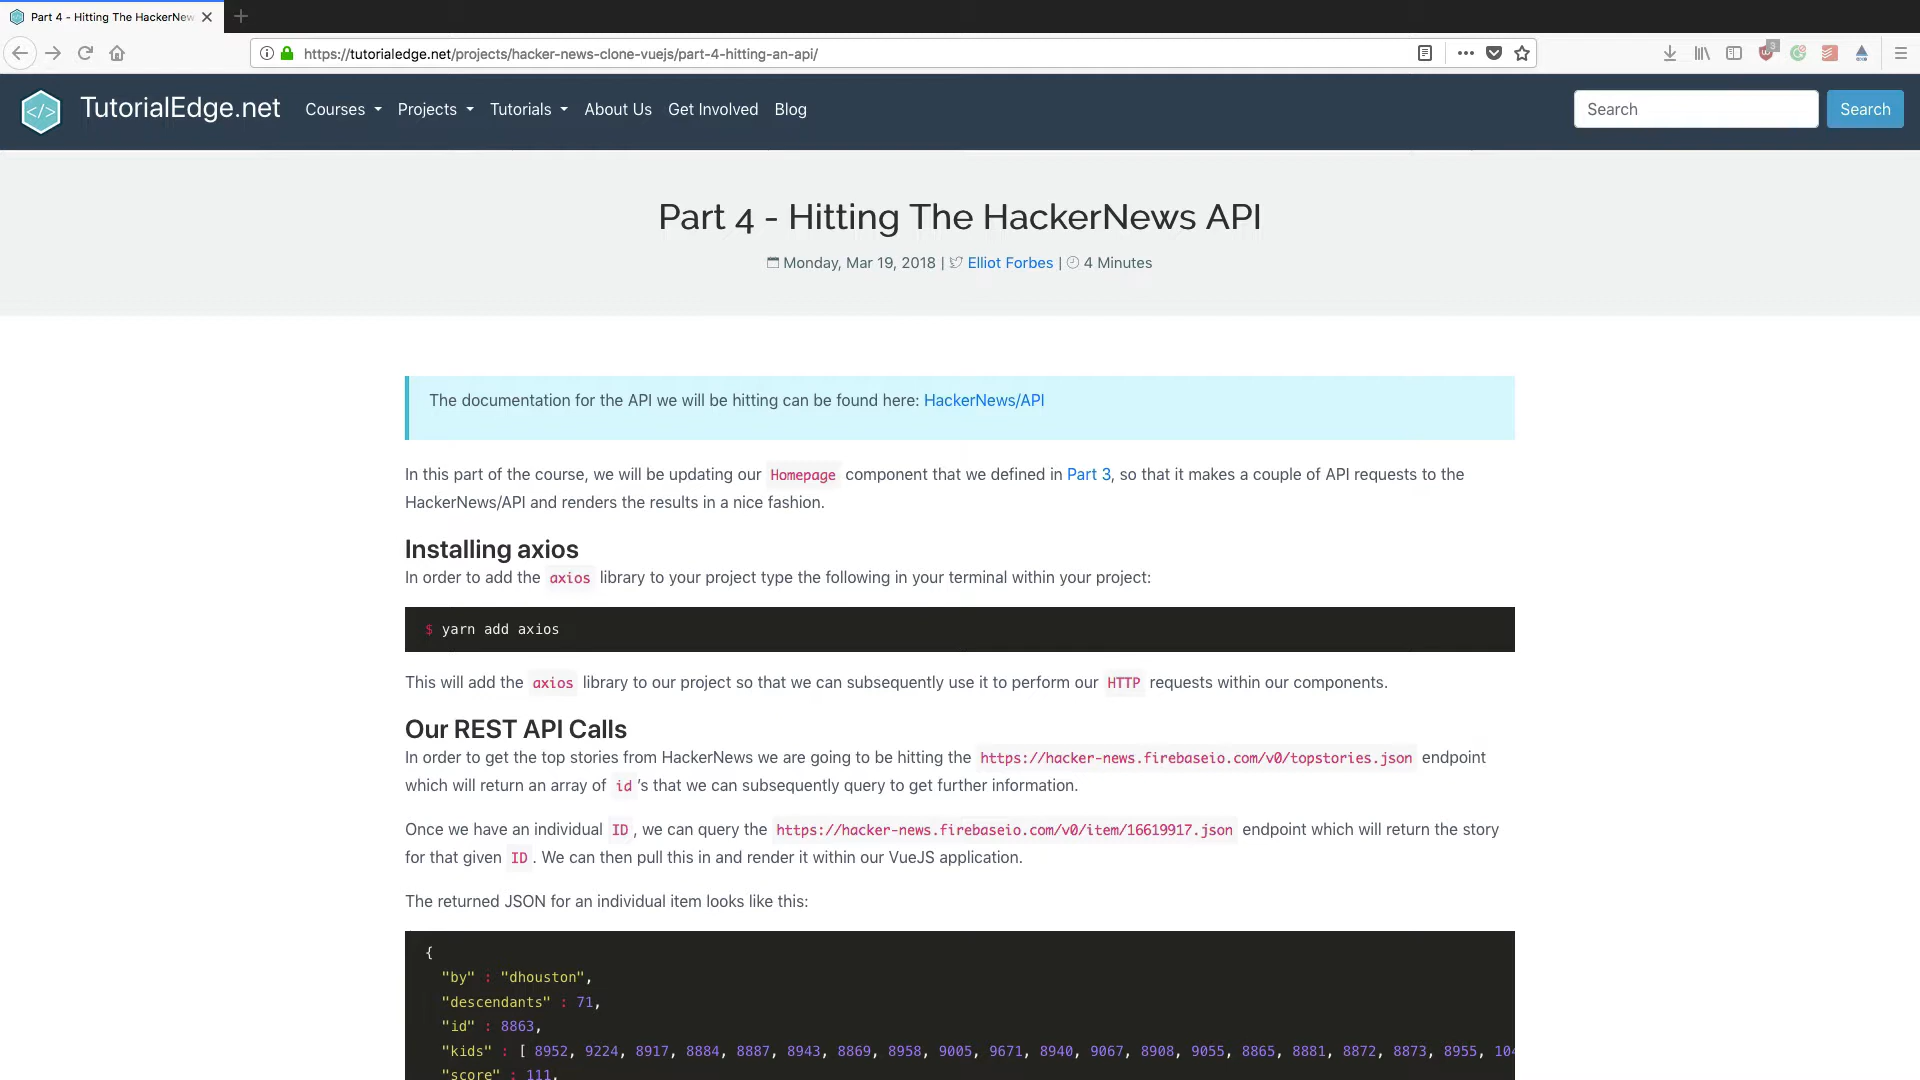 Part 4 - Hitting The HackerNew
https://tutorialedge.net/projects/hacker-news-clone-vuejs/part-4-hitting-an-api/
3
</> TutorialEdge.net Courses Projects Tutorials About Us Get Involved Blog Search Search
Part 4 - Hitting The HackerNews API
Monday, Mar 19, 2018 | Elliot Forbes | 4 Minutes
The documentation for the API we will be hitting can be found here: HackerNews/API
In this part of the course, we will be updating our Homepage component that we defined in Part 3, so that it makes a couple of API requests to the
HackerNews/API and renders the results in a nice fashion.
Installing axios
In order to add the axios library to your project type the following in your terminal within your project:
$ yarn add axios
This will add the axios library to our project so that we can subsequently use it to perform our HTTP requests within our components.
Our REST API Calls
In order to get the top stories from HackerNews we are going to be hitting the https://hacker-news.firebaseio.com/v0/topstories.json endpoint
which will return an array of id 's that we can subsequently query to get further information.
Once we have an individual ID , we can query the https://hacker-news.firebaseio.com/v0/item/16619917.json endpoint which will return the story
for that given ID . We can then pull this in and render it within our VueJS application.
The returned JSON for an individual item looks like this:
{
"by" : "dhouston",
"descendants" : 71,
"id" : 8863,
"kids" : [ 8952, 9224, 8917, 8884, 8887, 8943, 8869, 8958, 9005, 9671, 8940, 9067, 8908, 9055, 8865, 8881, 8872, 8873, 8955, 10
"score" : 111,